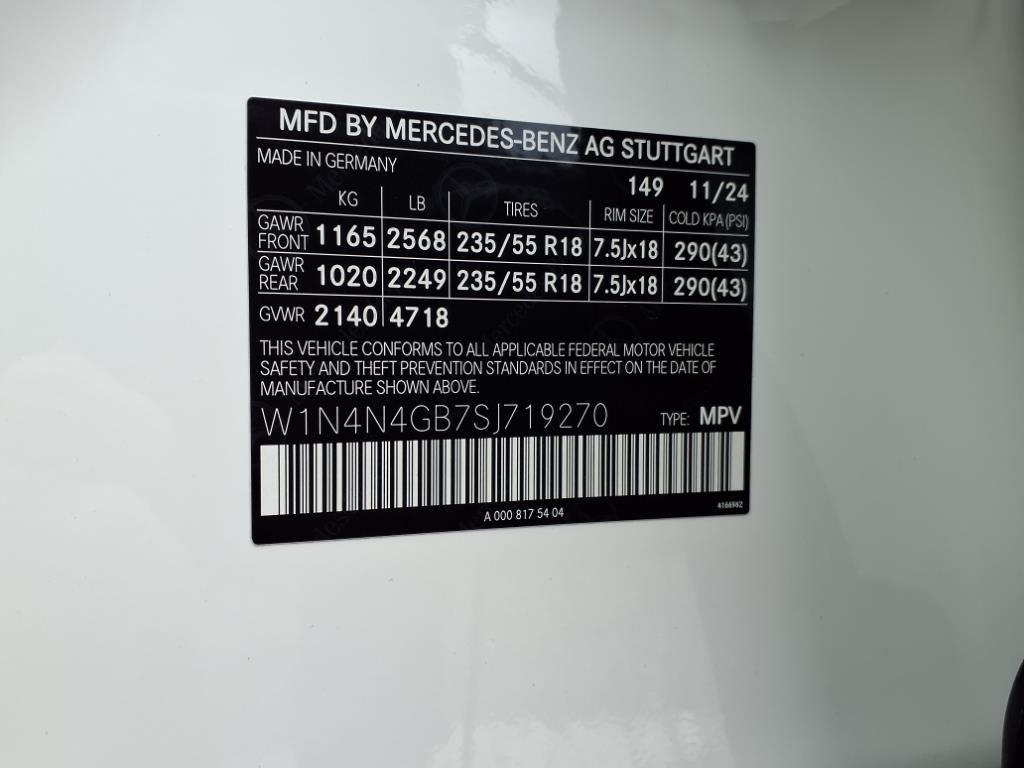 MFD BY MERCEDES-BENZ AG STUTTGART
MADE IN GERMANY
149 11/24
KG LB TIRES RIM SIZE COLD KPA (PSI)
GAWR FRONT 1165 2568 235/55 R18 7.5Jx18 290(43)
GAWR REAR 1020 2249 235/55 R18 7.5Jx18 290(43)
GVWR 2140 4718
THIS VEHICLE CONFORMS TO ALL APPLICABLE FEDERAL MOTOR VEHICLE
SAFETY AND THEFT PREVENTION STANDARDS IN EFFECT ON THE DATE OF
MANUFACTURE SHOWN ABOVE.
W1N4N4GB7SJ719270 TYPE: MPV
A 000 817 54 04
4166962